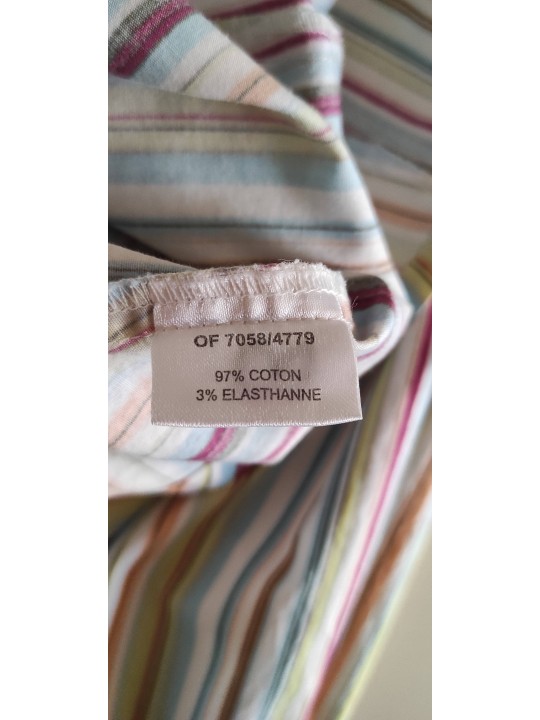 OF 7058/4779
97% COTON
3% ELASTHANNE